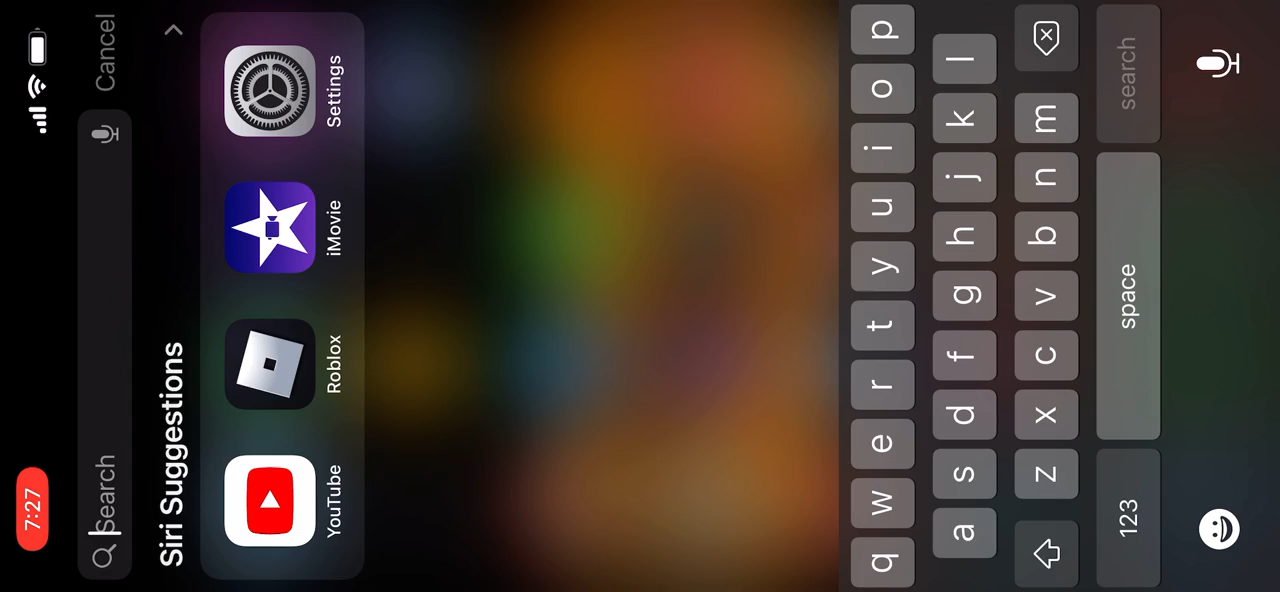 7:27
Search
Cancel
Siri Suggestions
YouTube Roblox iMovie Settings
q w e r t y u i o p
a s d f g h j k l
z x c v b n m
123 space search